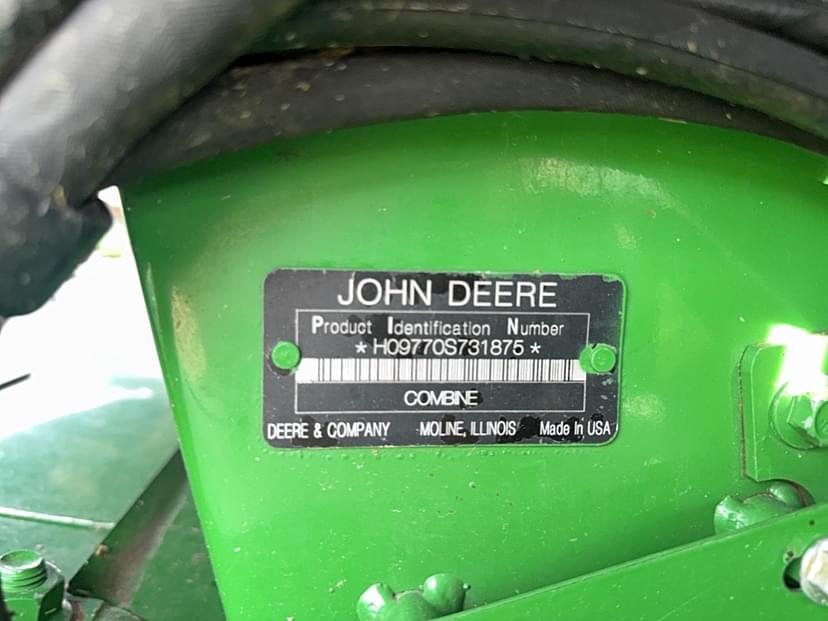 JOHN DEERE
Product Identification Number
*H09770S731875*
COMBINE
DEERE & COMPANY MOLINE, ILLINOIS Made In USA